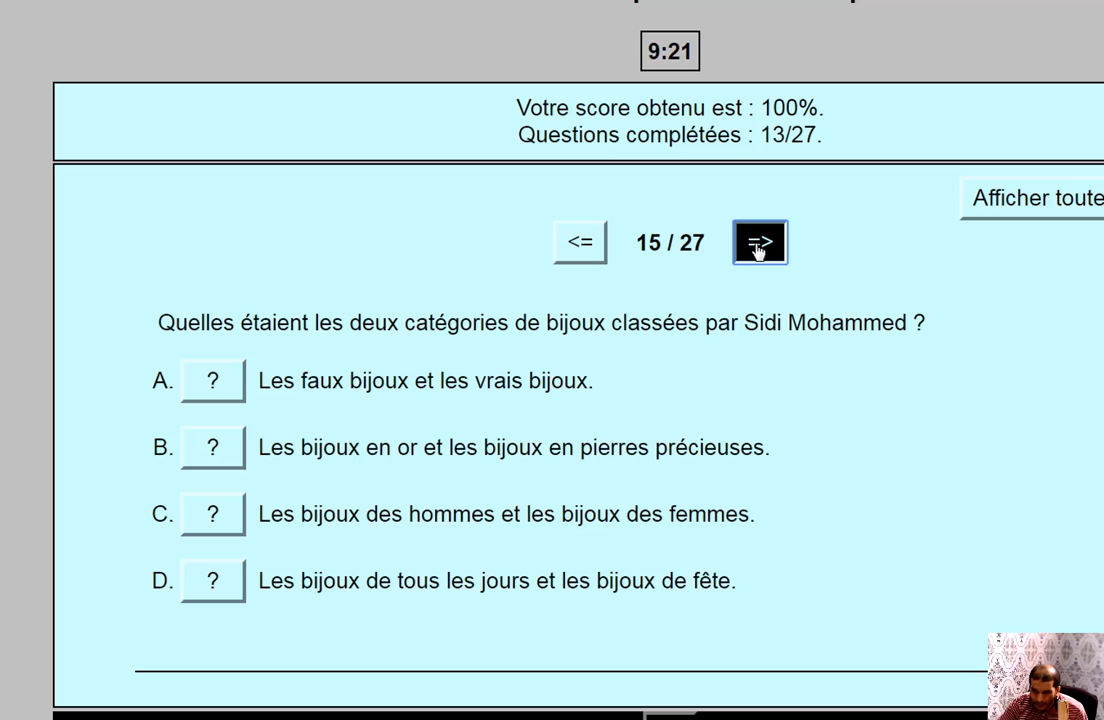 9:21
Votre score obtenu est : 100%.
Questions complétées : 13/27.
Afficher toute
<= 15 / 27 =>
Quelles étaient les deux catégories de bijoux classées par Sidi Mohammed ?
A. ? Les faux bijoux et les vrais bijoux.
B. ? Les bijoux en or et les bijoux en pierres précieuses.
C. ? Les bijoux des hommes et les bijoux des femmes.
D. ? Les bijoux de tous les jours et les bijoux de fête.